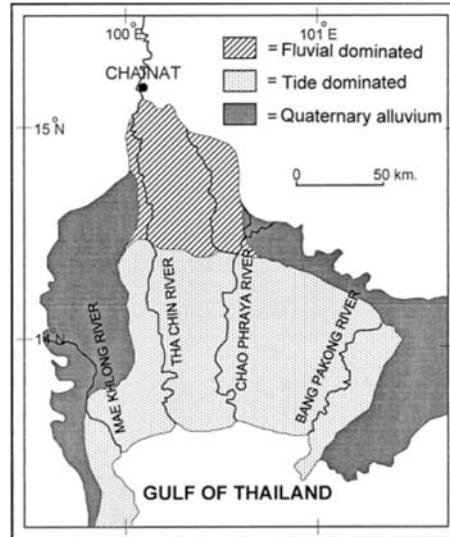 100 E°
101 E°
= Fluvial dominated
= Tide dominated
= Quaternary alluvium
CHAINAT
15 N°
0 50 km.
MAE KHLONG RIVER
THA CHIN RIVER
CHAO PHRAYA RIVER
BANG PAKONG RIVER
GULF OF THAILAND